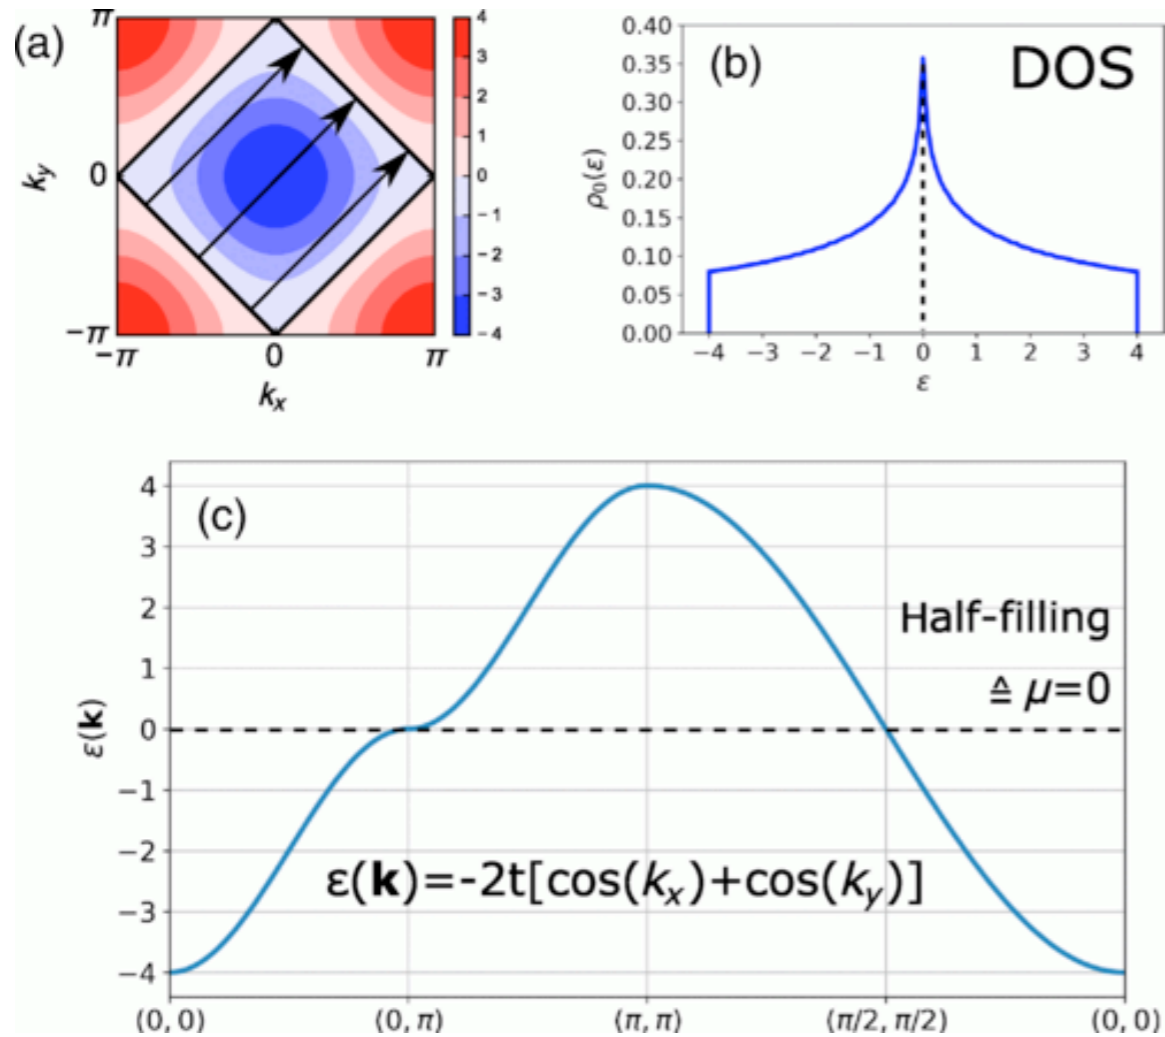 (a)
π
0
−π
k_y
−π
0
π
k_x
4
3
2
1
0
−1
−2
−3
−4
(b)
DOS
0.40
0.35
0.30
0.25
0.20
0.15
0.10
0.05
0.00
ρ₀(ε)
−4 −3 −2 −1 0 1 2 3 4
ε
(c)
4
3
2
1
0
−1
−2
−3
−4
ε(k)
Half-filling
≙ μ=0
ε(k)=-2t[cos(kₓ)+cos(k_y)]
(0, 0) (0, π) (π, π) (π/2, π/2) (0, 0)